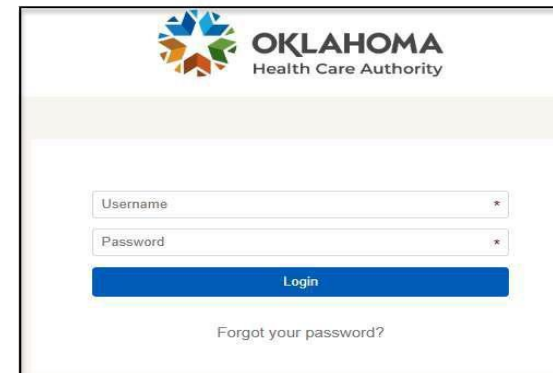 OKLAHOMA
Health Care Authority
Username *
Password *
Login
Forgot your password?